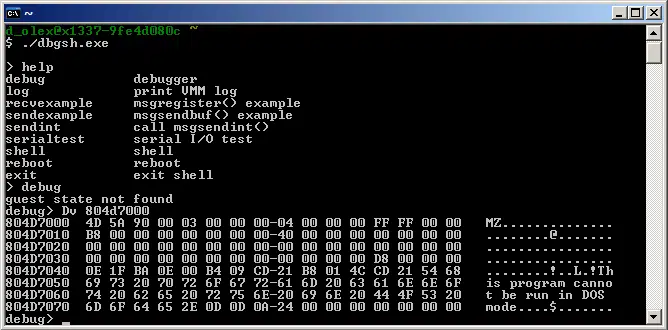 ~
d_olex@x1337-9fe4d080c ~
$ ./dbgsh.exe
> help
debug debugger
log print VMM log
recvexample msgregister() example
sendexample msgsendbuf() example
sendint call msgsendint()
serialtest serial I/O test
shell shell
reboot reboot
exit exit shell
> debug
guest state not found
debug> Dv 804d7000
804D7000 4D 5A 90 00 03 00 00 00-04 00 00 00 FF FF 00 00 MZ..............
804D7010 B8 00 00 00 00 00 00 00-40 00 00 00 00 00 00 00 ........@.......
804D7020 00 00 00 00 00 00 00 00-00 00 00 00 00 00 00 00 ................
804D7030 00 00 00 00 00 00 00 00-00 00 00 00 D8 00 00 00 ................
804D7040 0E 1F BA 0E 00 B4 09 CD-21 B8 01 4C CD 21 54 68 ........!..L.!Th
804D7050 69 73 20 70 72 6F 67 72-61 6D 20 63 61 6E 6E 6F is program canno
804D7060 74 20 62 65 20 72 75 6E-20 69 6E 20 44 4F 53 20 t be run in DOS
804D7070 6D 6F 64 65 2E 0D 0D 0A-24 00 00 00 00 00 00 00 mode....$.......
debug> _